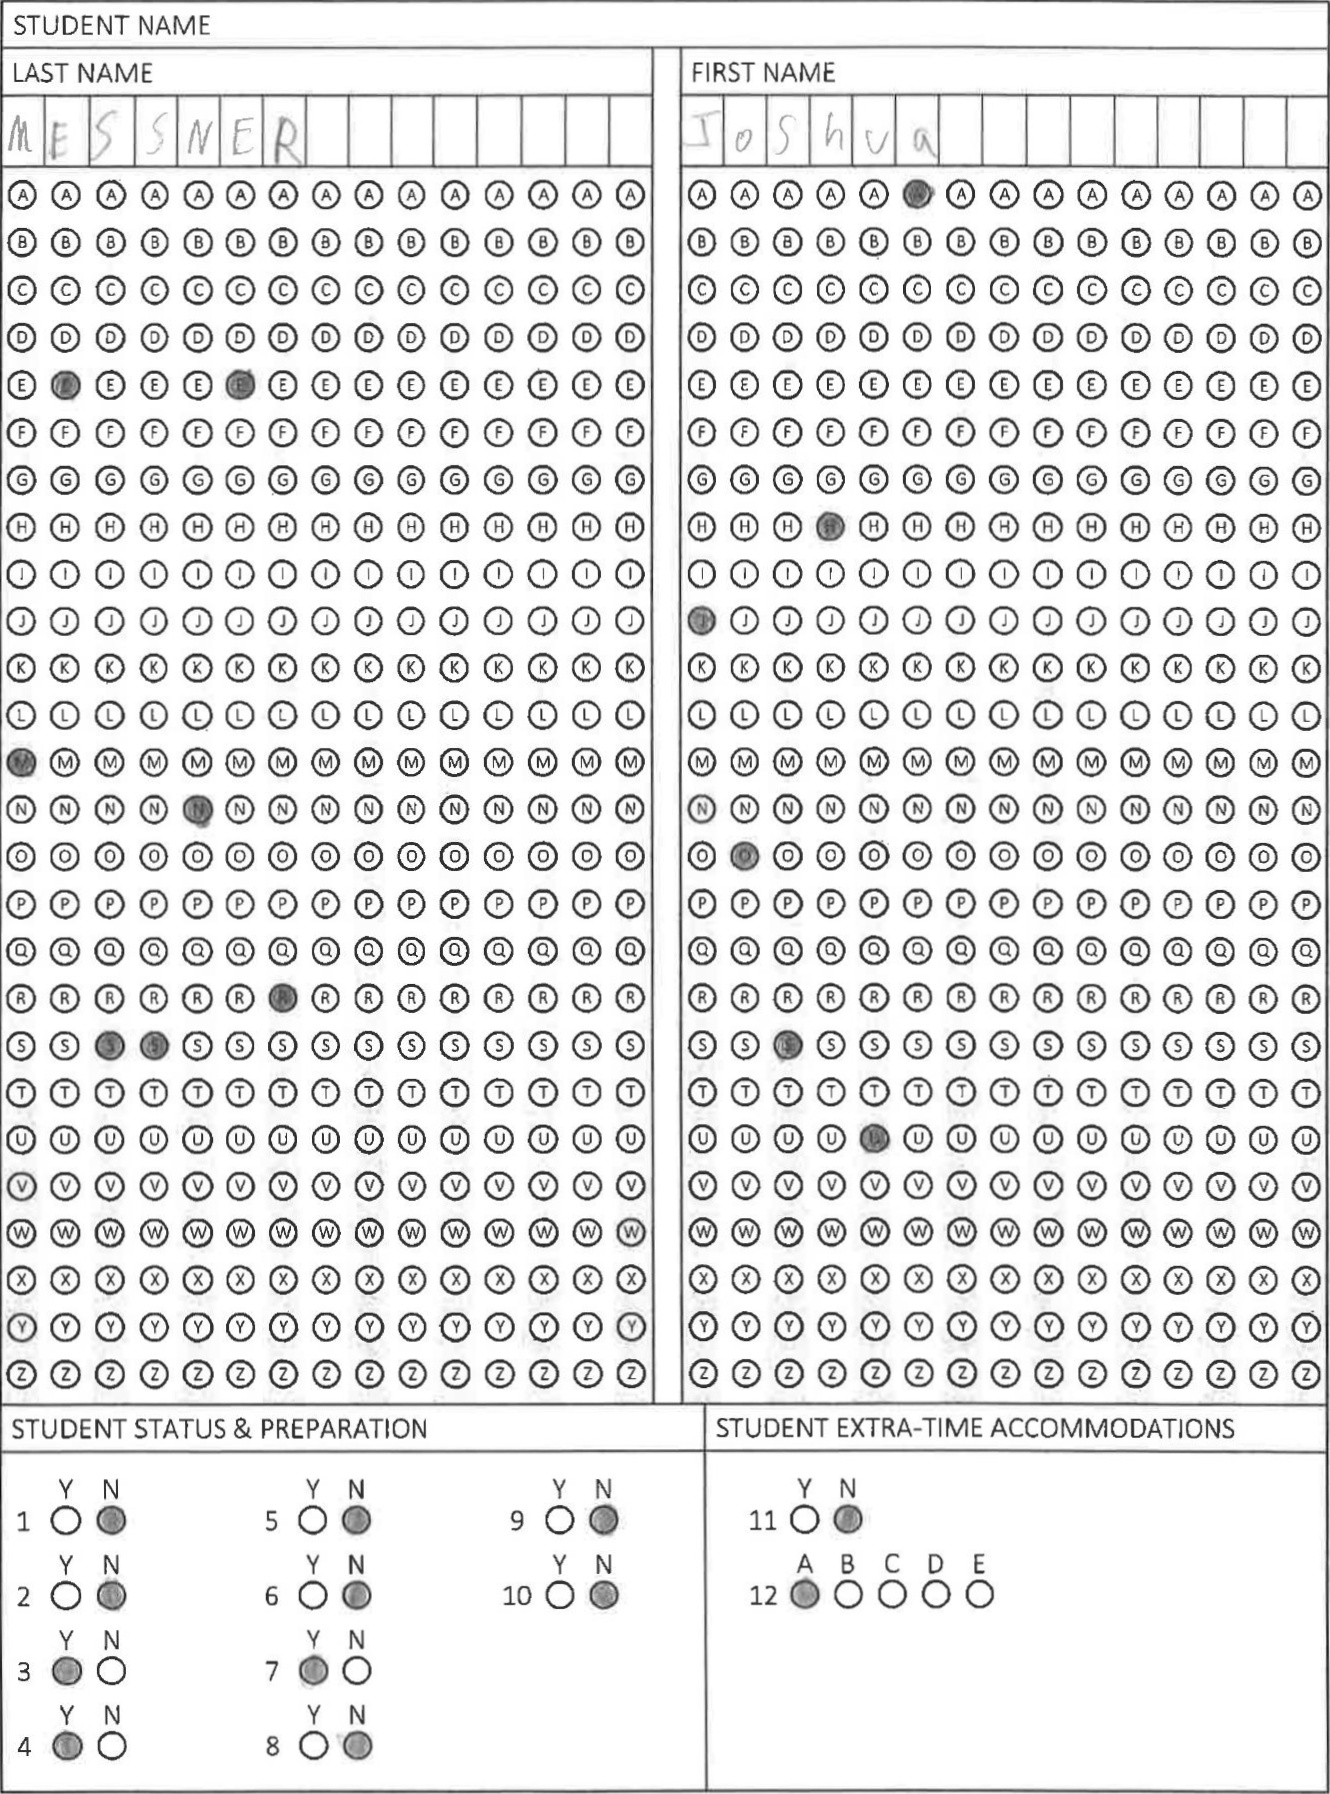 STUDENT NAME
LAST NAME
FIRST NAME
MESSNER
Joshua
A A A A A A A A A A A A A A A A A A A A A A A A A A A A A A
B B B B B B B B B B B B B B B B B B B B B B B B B B B B B B
C C C C C C C C C C C C C C C C C C C C C C C C C C C C C C
D D D D D D D D D D D D D D D D D D D D D D D D D D D D D D
E E E E E E E E E E E E E E E E E E E E E E E E E E E E E E
F F F F F F F F F F F F F F F F F F F F F F F F F F F F F F
G G G G G G G G G G G G G G G G G G G G G G G G G G G G G G
H H H H H H H H H H H H H H H H H H H H H H H H H H H H H H
I I I I I I I I I I I I I I I I I I I I I I I I I I I I I I
J J J J J J J J J J J J J J J J J J J J J J J J J J J J J J
K K K K K K K K K K K K K K K K K K K K K K K K K K K K K K
L L L L L L L L L L L L L L L L L L L L L L L L L L L L L L
M M M M M M M M M M M M M M M M M M M M M M M M M M M M M M
N N N N N N N N N N N N N N N N N N N N N N N N N N N N N N
O O O O O O O O O O O O O O O O O O O O O O O O O O O O O O
P P P P P P P P P P P P P P P P P P P P P P P P P P P P P P
Q Q Q Q Q Q Q Q Q Q Q Q Q Q Q Q Q Q Q Q Q Q Q Q Q Q Q Q Q Q
R R R R R R R R R R R R R R R R R R R R R R R R R R R R R R
S S S S S S S S S S S S S S S S S S S S S S S S S S S S S S
T T T T T T T T T T T T T T T T T T T T T T T T T T T T T T
U U U U U U U U U U U U U U U U U U U U U U U U U U U U U U
V V V V V V V V V V V V V V V V V V V V V V V V V V V V V V
W W W W W W W W W W W W W W W W W W W W W W W W W W W W W W
X X X X X X X X X X X X X X X X X X X X X X X X X X X X X X
Y Y Y Y Y Y Y Y Y Y Y Y Y Y Y Y Y Y Y Y Y Y Y Y Y Y Y Y Y Y
Z Z Z Z Z Z Z Z Z Z Z Z Z Z Z Z Z Z Z Z Z Z Z Z Z Z Z Z Z Z
STUDENT STATUS & PREPARATION
Y N
1
Y N
2
Y N
3
Y N
4
Y N
5
Y N
6
Y N
7
Y N
8
Y N
9
Y N
10
STUDENT EXTRA-TIME ACCOMMODATIONS
Y N
11
A B C D E
12